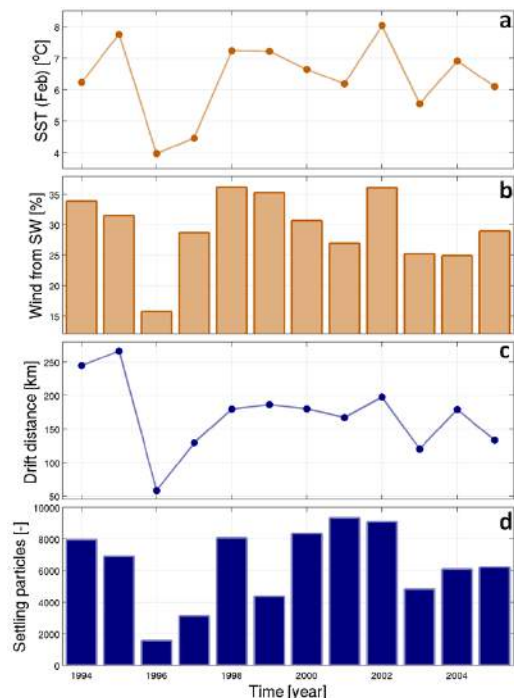 a
SST (Feb) [°C]
8
7
6
5
4
b
Wind from SW [%]
35
30
25
20
15
c
Drift distance [km]
250
200
150
100
50
d
Settling particles [-]
10000
8000
6000
4000
2000
0
1994 1996 1998 2000 2002 2004
Time [year]